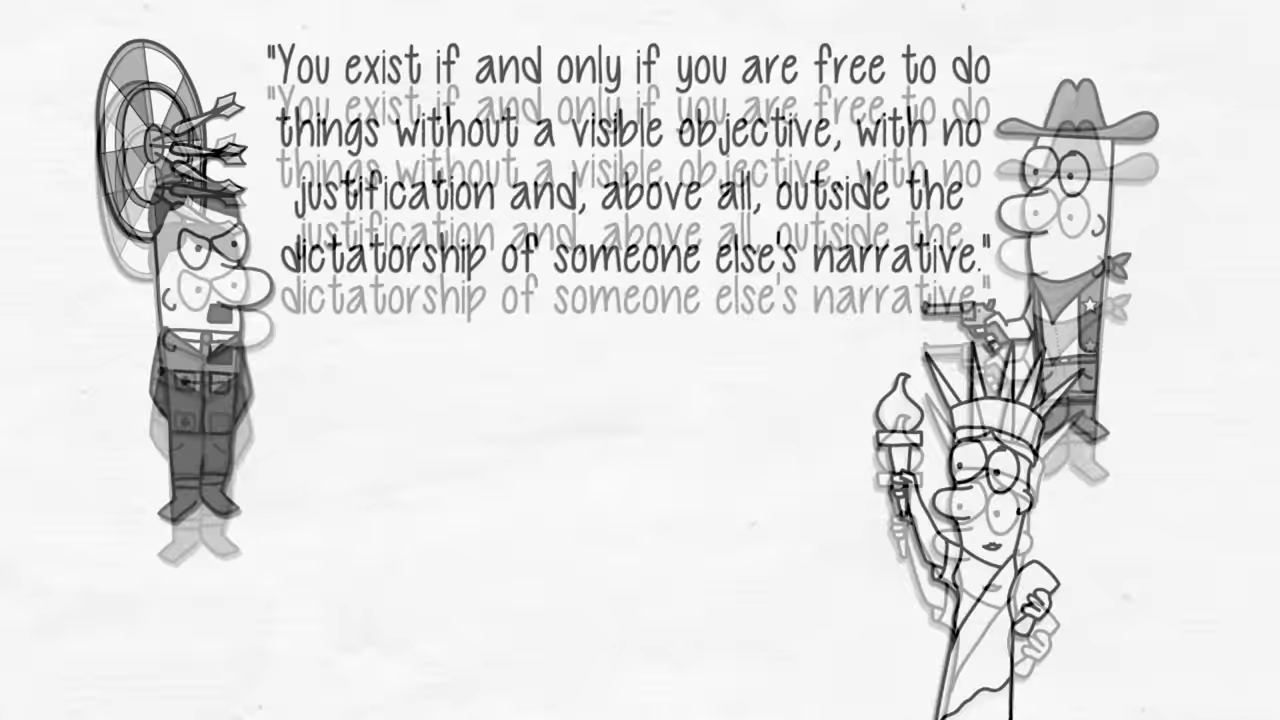 "You exist if and only if you are free to do
things without a visible objective, with no
justification and, above all, outside the
dictatorship of someone else's narrative."